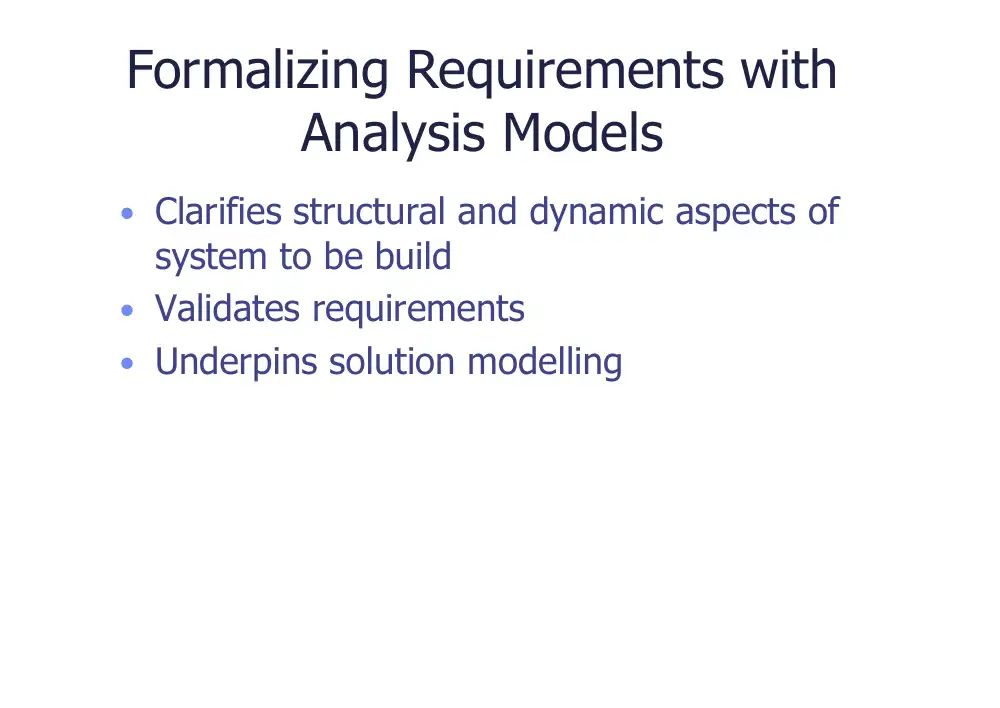 Formalizing Requirements with
Analysis Models
• Clarifies structural and dynamic aspects of
system to be build
• Validates requirements
• Underpins solution modelling